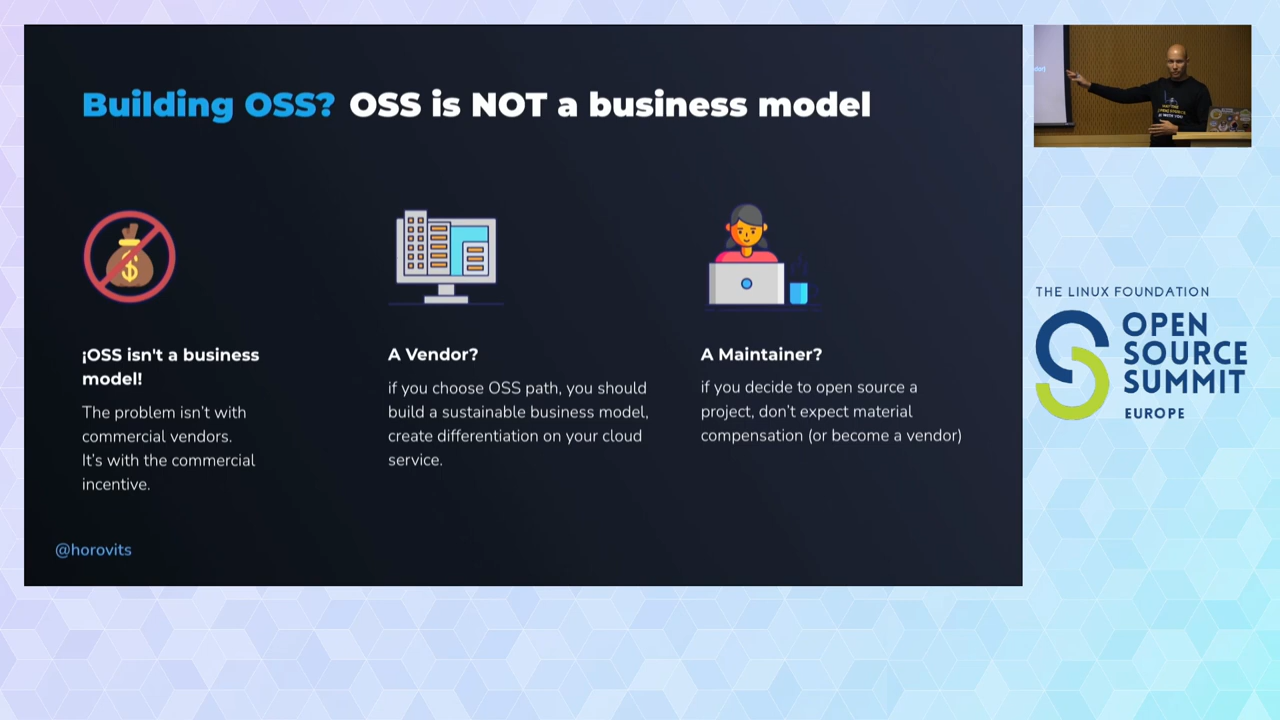 Building OSS? OSS is NOT a business model
¡OSS isn't a business
model!
The problem isn't with
commercial vendors.
It's with the commercial
incentive.
A Vendor?
if you choose OSS path, you should
build a sustainable business model,
create differentiation on your cloud
service.
A Maintainer?
if you decide to open source a
project, don't expect material
compensation (or become a vendor)
@horovits
THE LINUX FOUNDATION
OPEN
SOURCE
SUMMIT
EUROPE